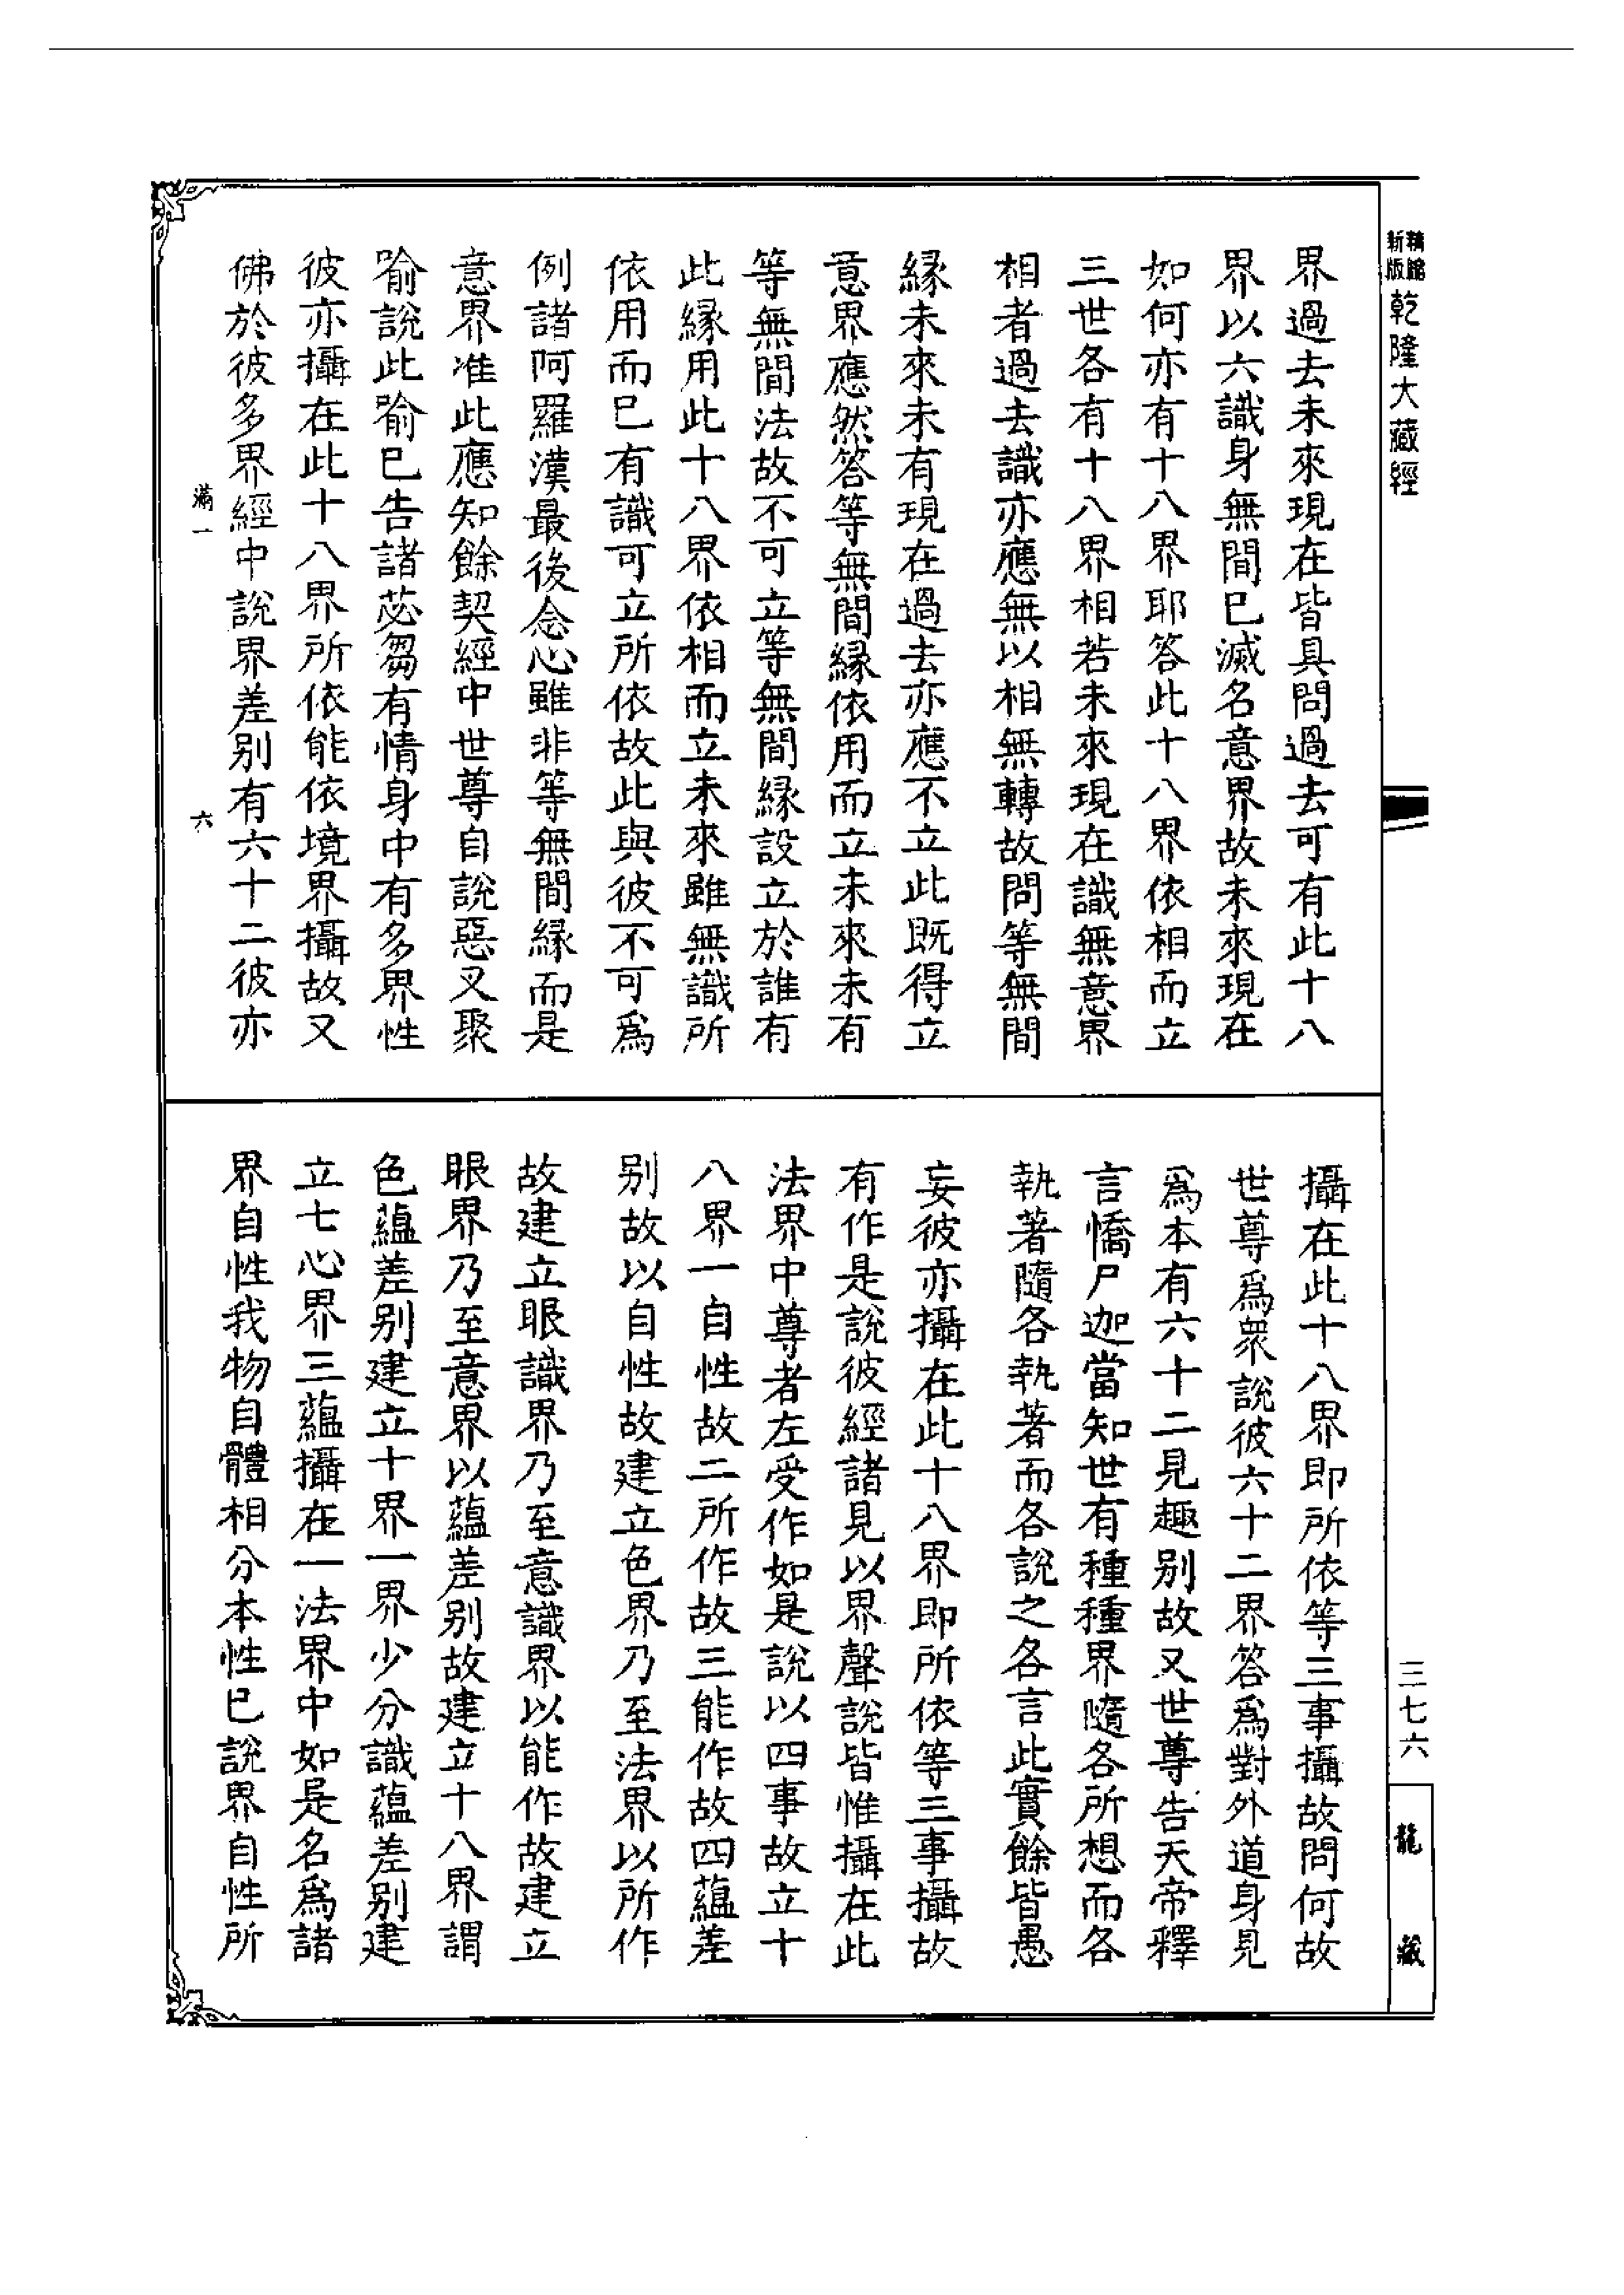 新版
精縮
乾隆大藏經
界過去未來現在皆具問過去可有此十八
界以六識身無間巳滅名意界故未來現在
如何亦有十八界耶答此十八界依相而立
三世各有十八界相若未來現在識無意界
相者過去識亦應無以相無轉故問等無間
緣未來未有現在過去亦應不立此既得立
意界應然答等無間緣依用而立未來未有
等無間法故不可立等無間緣設立於誰有
此緣用此十八界依相而立未來雖無識所
依用而巳有識可立所依故此與彼不可為
例諸阿羅漢最後念心雖非等無間緣而是
意界准此應知餘契經中世尊自說惡叉聚
喻說此喻巳告諸苾芻有情身中有多界性
彼亦攝在此十八界所依能依境界攝故又
佛於彼多界經中說界差别有六十二彼亦
滿一
六
攝在此十八界即所依等三事攝故問何故
世尊為衆說彼六十二界答為對外道身見
為本有六十二見趣别故又世尊告天帝釋
言憍尸迦當知世有種種界隨各所想而各
執著隨各執著而各說之各言此實餘皆愚
妄彼亦攝在此十八界即所依等三事攝故
有作是說彼經諸見以界聲說皆惟攝在此
法界中尊者左受作如是說以四事故立十
八界一自性故二所作故三能作故四蘊差
别故以自性故建立色界乃至法界以所作
故建立眼識界乃至意識界以能作故建立
眼界乃至意界以蘊差别故建立十八界謂
色蘊差别建立十界一界少分識蘊差别建
立七心界三蘊攝在一法界中如是名為諸
界自性我物自體相分本性巳說界自性所
三七六
龍藏